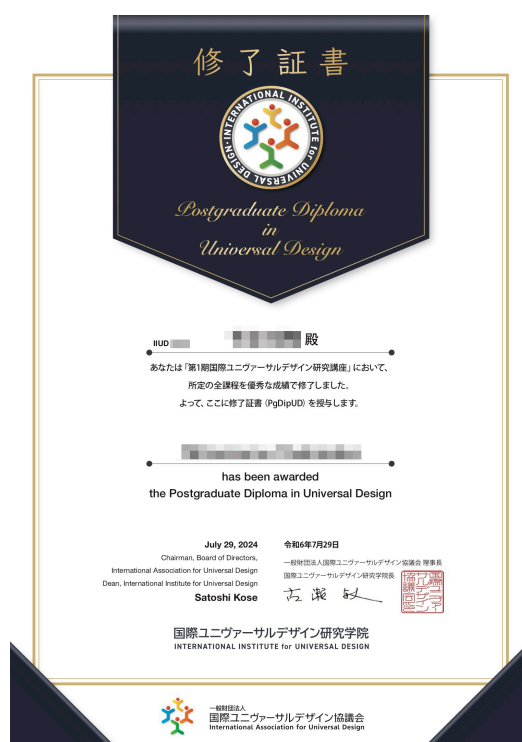 修了証書
INTERNATIONAL INSTITUTE for UNIVERSAL DESIGN
Postgraduate Diploma
in
Universal Design
IIUD 殿
あなたは「第1期国際ユニヴァーサルデザイン研究講座」において、
所定の全課程を優秀な成績で修了しました。
よって、ここに修了証書（PgDipUD）を授与します。
has been awarded
the Postgraduate Diploma in Universal Design
July 29, 2024
Chairman, Board of Directors,
International Association for Universal Design
Dean, International Institute for Universal Design
Satoshi Kose
令和6年7月29日
一般財団法人国際ユニヴァーサルデザイン協議会 理事長
国際ユニヴァーサルデザイン研究学院長
古瀬 敏
国際ユニヴァーサルデザイン研究学院
INTERNATIONAL INSTITUTE for UNIVERSAL DESIGN
一般財団法人
国際ユニヴァーサルデザイン協議会
International Association for Universal Design